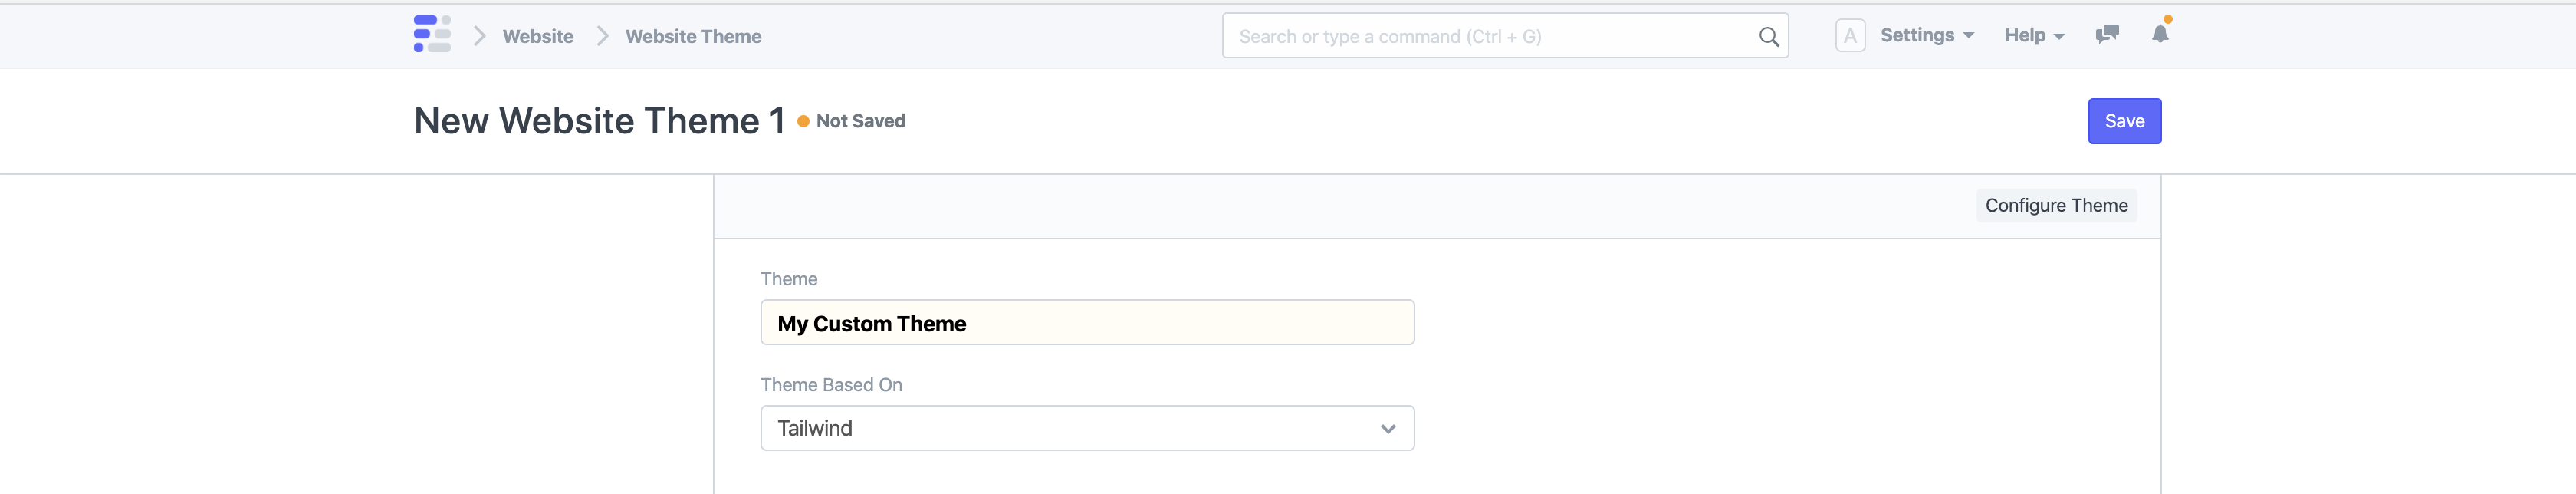 Website Website Theme Search or type a command (Ctrl + G) A Settings Help
New Website Theme 1 Not Saved Save
Configure Theme
Theme
My Custom Theme
Theme Based On
Tailwind